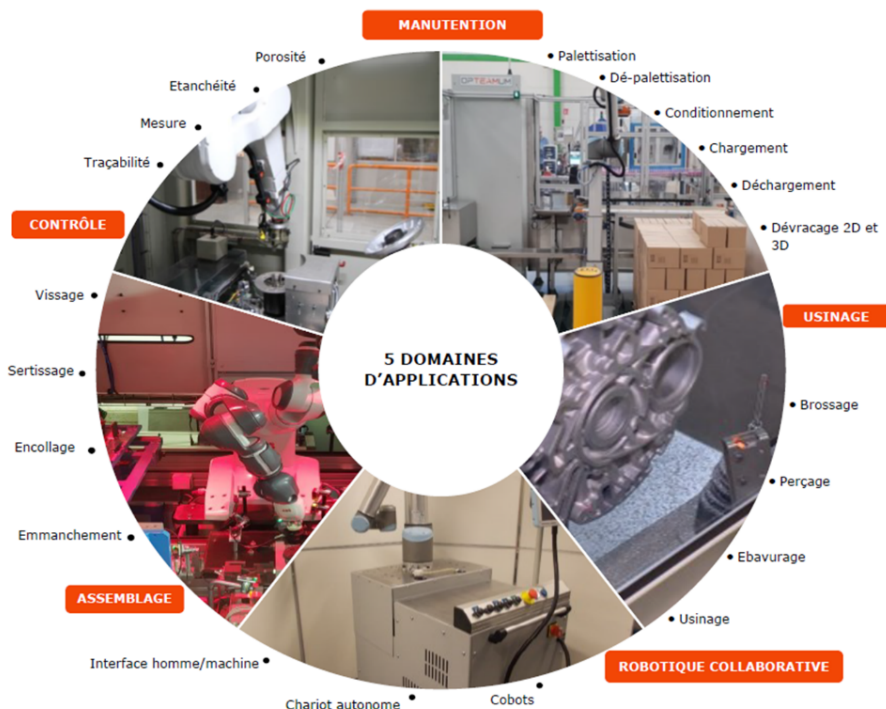 MANUTENTION
Palettisation
Dé-palettisation
Conditionnement
Chargement
Déchargement
Dévracage 2D et
3D
USINAGE
Brossage
Perçage
Ebavurage
Usinage
ROBOTIQUE COLLABORATIVE
Cobots
Chariot autonome
Interface homme/machine
ASSEMBLAGE
Emmanchement
Encollage
Sertissage
Vissage
CONTRÔLE
Traçabilité
Mesure
Etanchéité
Porosité
5 DOMAINES
D'APPLICATIONS
OPTEAMUM